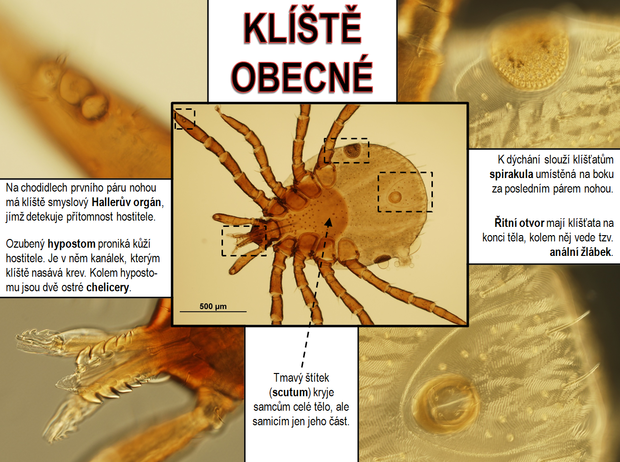 KLÍŠTĚ
OBECNÉ
Na chodidlech prvního páru nohou
má klíště smyslový Hallerův orgán,
jímž detekuje přítomnost hostitele.
Ozubený hypostom proniká kůží
hostitele. Je v něm kanálek, kterým
klíště nasává krev. Kolem hyposto-
mu jsou dvě ostré chelicery.
K dýchání slouží klíšťatům
spirakula umístěná na boku
za posledním párem nohou.
Řitní otvor mají klíšťata na
konci těla, kolem něj vede tzv.
anální žlábek.
500 µm
Tmavý štítek
(scutum) kryje
samcům celé tělo, ale
samicím jen jeho část.